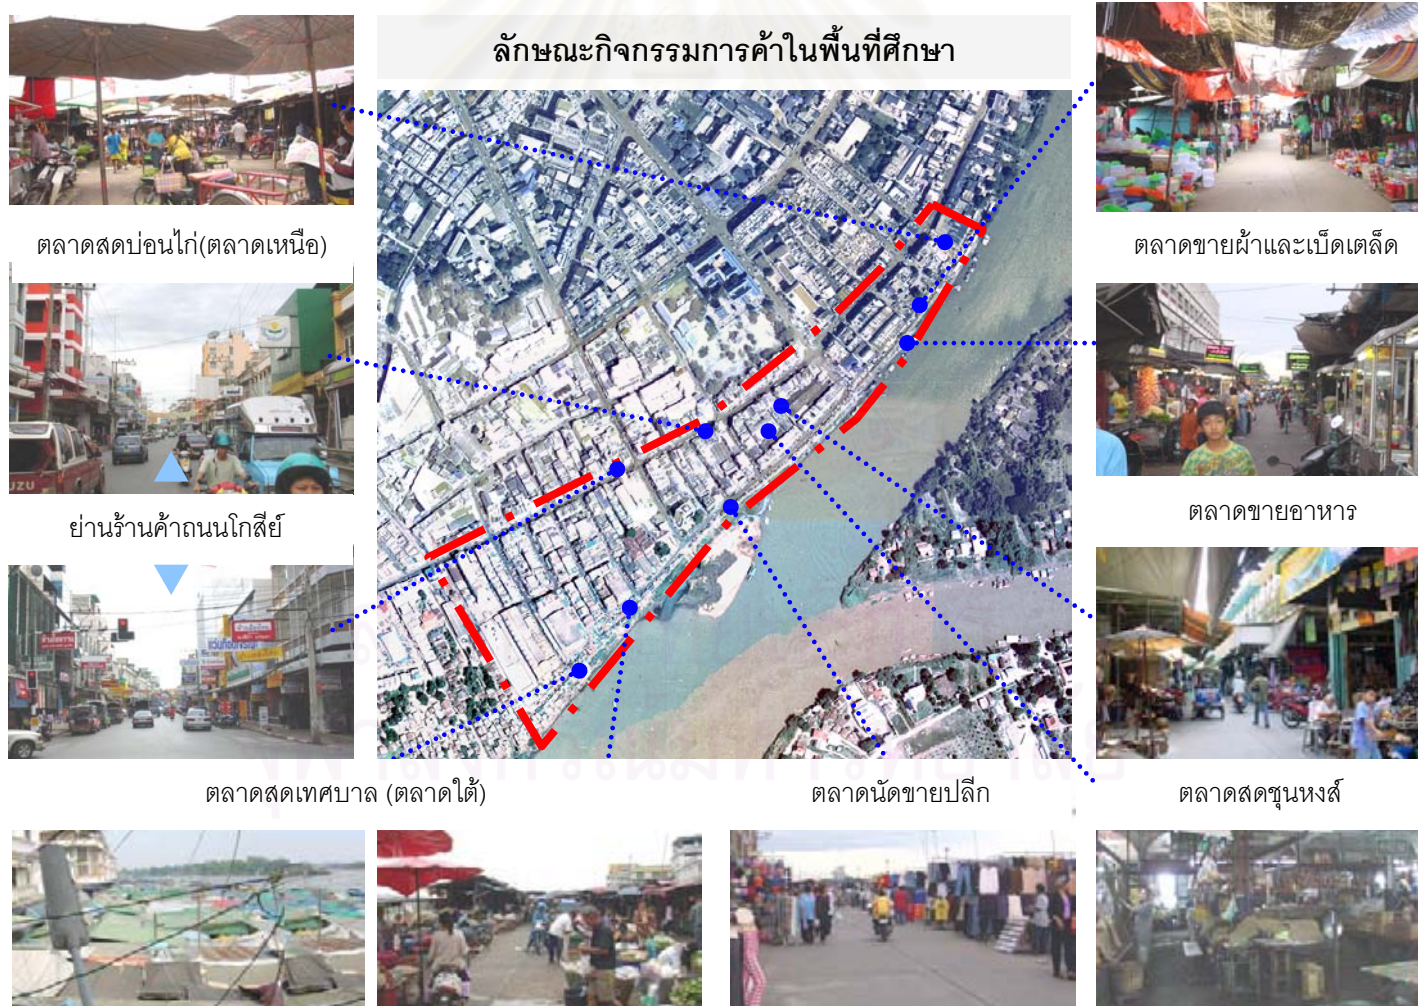 ลักษณะกิจกรรมการค้าในพื้นที่ศึกษา
ตลาดสดบ่อนไก่(ตลาดเหนือ)
ตลาดขายผ้าและเบ็ดเตล็ด
ย่านร้านค้าถนนโกสีย์
ตลาดขายอาหาร
ตลาดสดเทศบาล (ตลาดใต้)
ตลาดนัดขายปลีก
ตลาดสดชุนหงส์